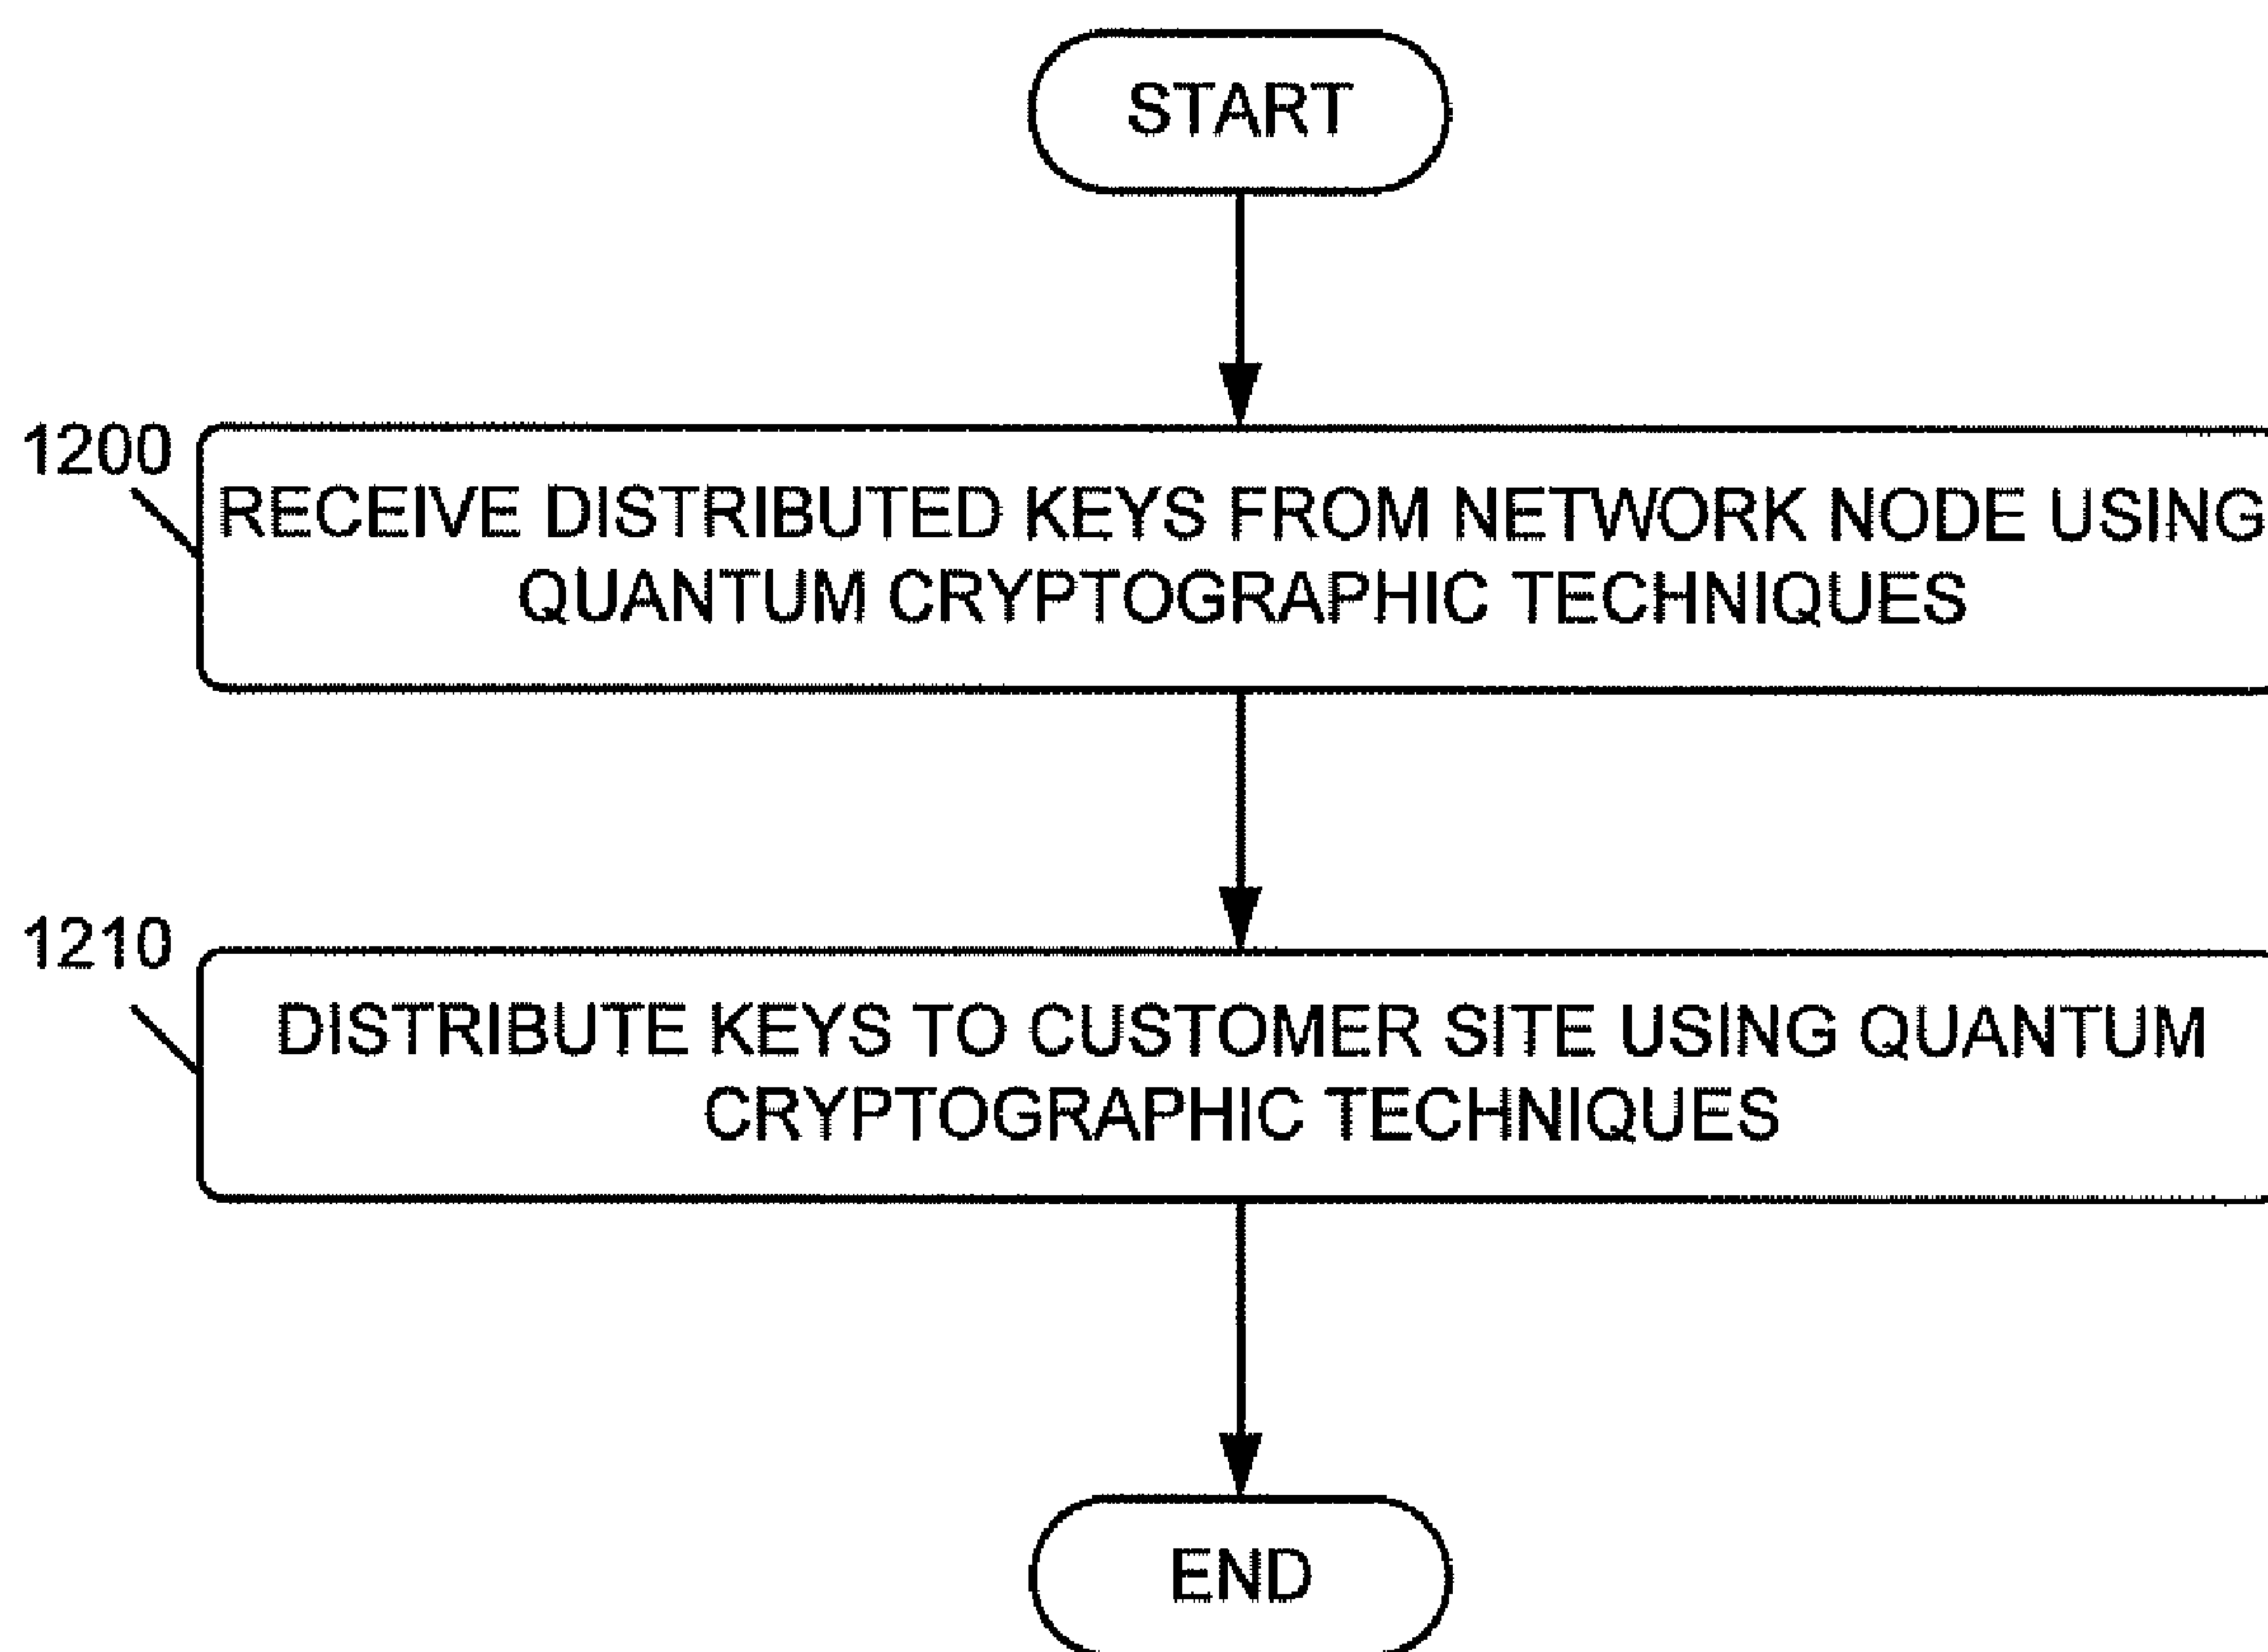 START
1200
RECEIVE DISTRIBUTED KEYS FROM NETWORK NODE USING
QUANTUM CRYPTOGRAPHIC TECHNIQUES
1210
DISTRIBUTE KEYS TO CUSTOMER SITE USING QUANTUM
CRYPTOGRAPHIC TECHNIQUES
END